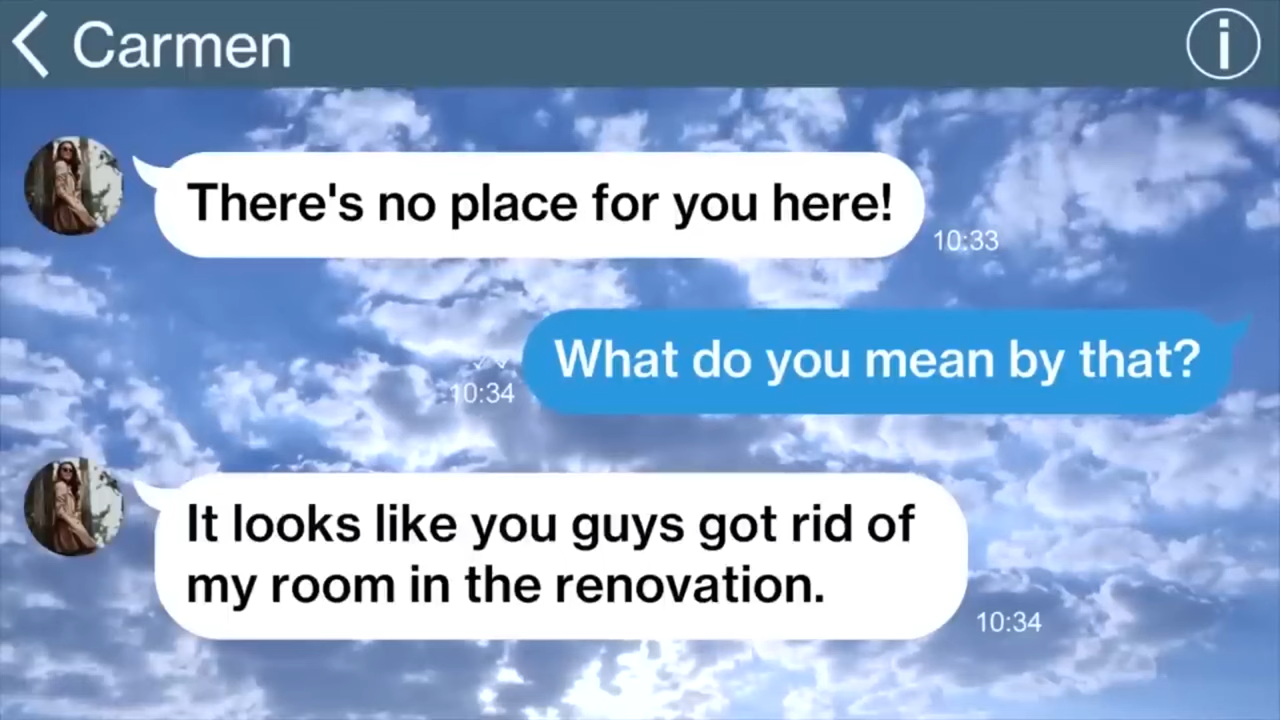 Carmen
There's no place for you here!
10:33
What do you mean by that?
10:34
It looks like you guys got rid of
my room in the renovation.
10:34